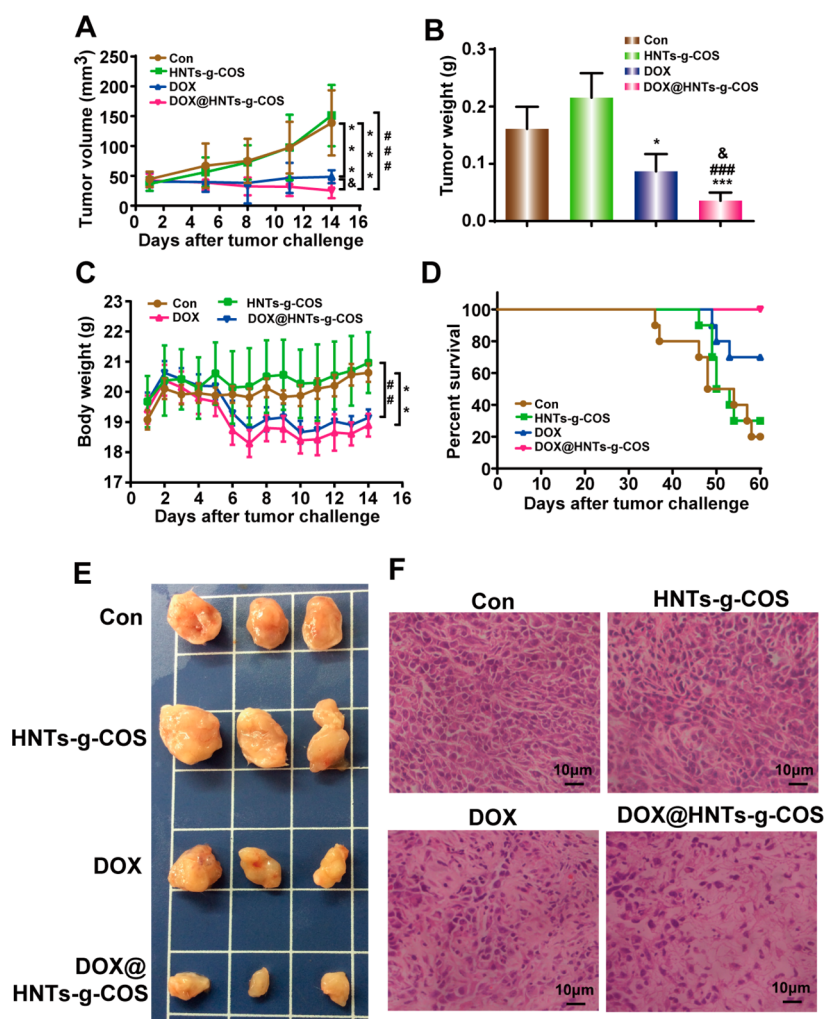 A
Con
HNTs-g-COS
DOX
DOX@HNTs-g-COS
Tumor volume (mm3)
250
200
150
100
50
0
* * *
* * *
# # #
&
0 2 4 6 8 10 12 14 16
Days after tumor challenge
B
Con
HNTs-g-COS
DOX
DOX@HNTs-g-COS
Tumor weight (g)
0.3
0.2
0.1
0.0
*
&
###
***
C
Con
HNTs-g-COS
DOX
DOX@HNTs-g-COS
Body weight (g)
23
22
21
20
19
18
17
# #
* *
0 2 4 6 8 10 12 14 16
Days after tumor challenge
D
Percent survival
100
80
60
40
20
0
Con
HNTs-g-COS
DOX
DOX@HNTs-g-COS
0 10 20 30 40 50 60
Days after tumor challenge
E
Con
HNTs-g-COS
DOX
DOX@
HNTs-g-COS
F
Con
HNTs-g-COS
10μm
10μm
DOX
DOX@HNTs-g-COS
10μm
10μm